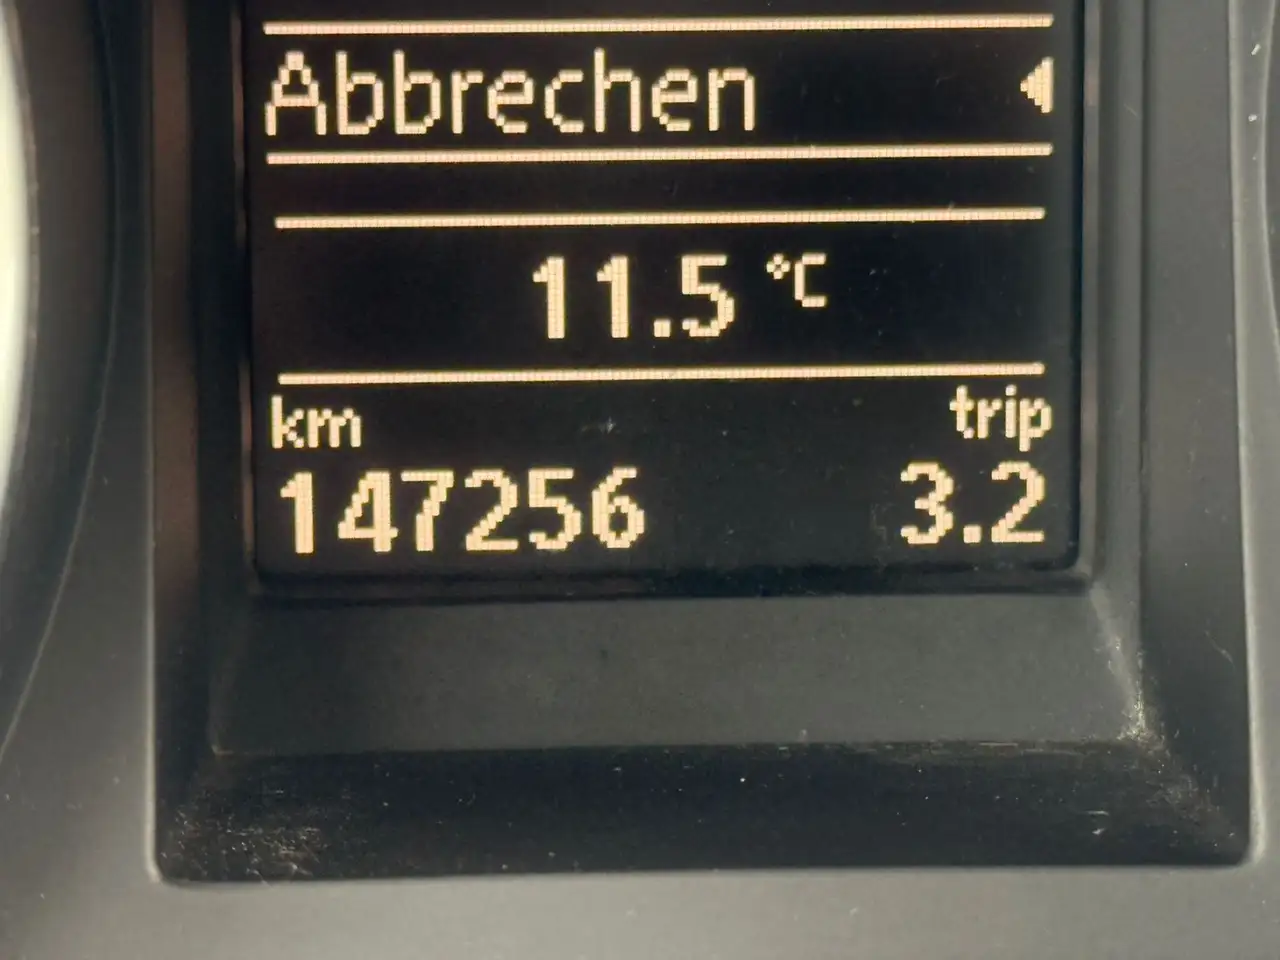 Abbrechen
11.5 °C
km trip
147256 3.2